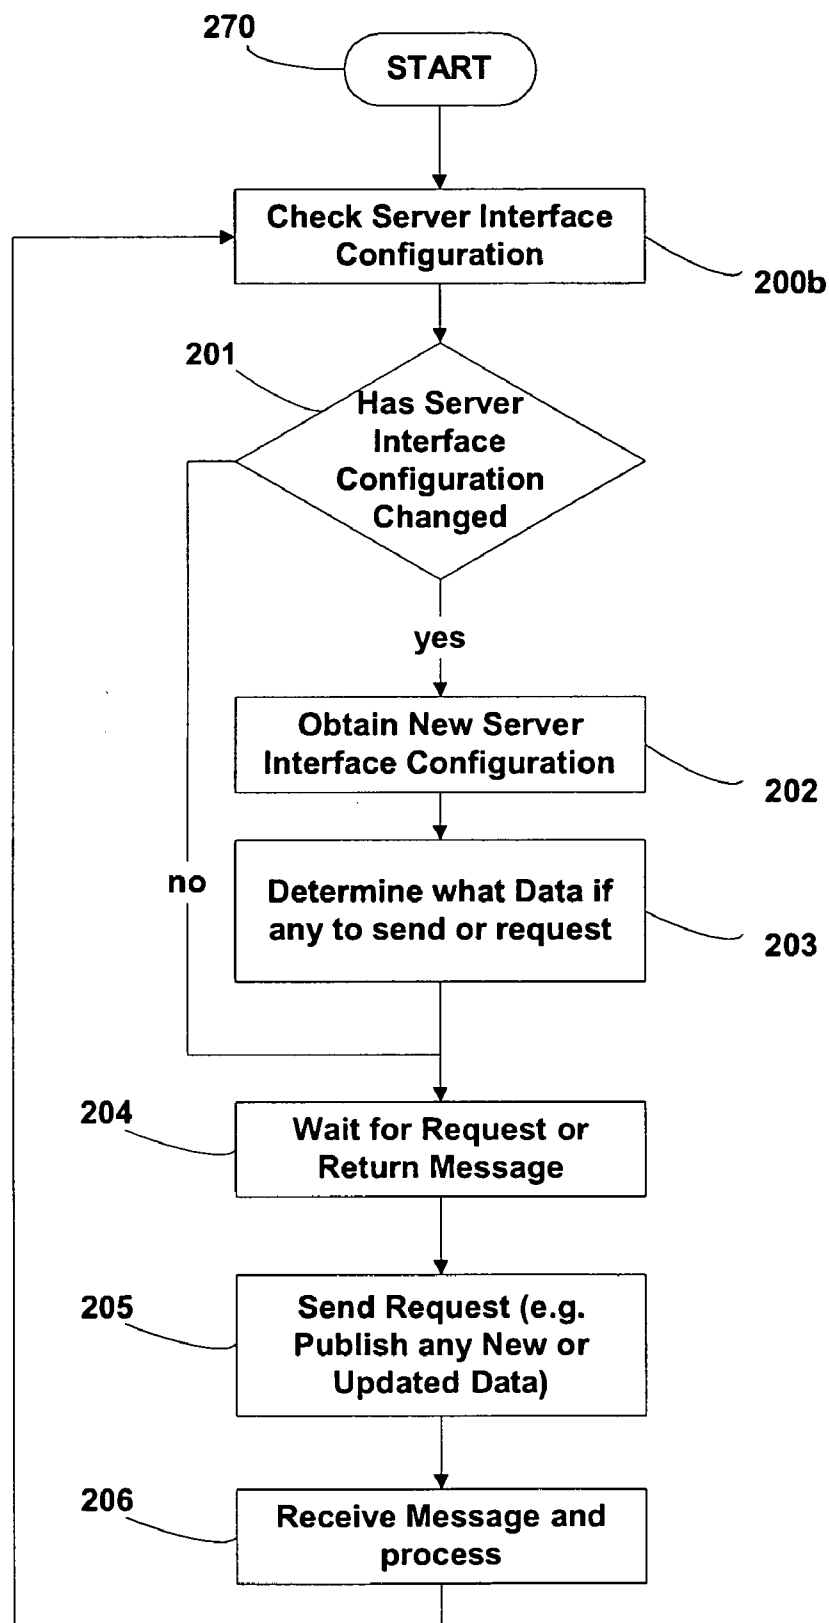 270
START
Check Server Interface
Configuration
200b
201
Has Server
Interface
Configuration
Changed
yes
Obtain New Server
Interface Configuration
202
no
Determine what Data if
any to send or request
203
204
Wait for Request or
Return Message
205
Send Request (e.g.
Publish any New or
Updated Data)
206
Receive Message and
process